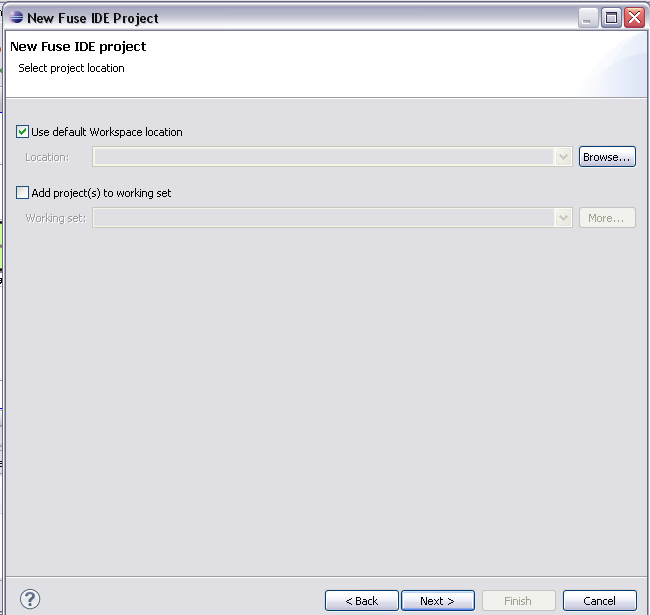 New Fuse IDE Project
New Fuse IDE project
Select project location
Use default Workspace location
Location:
Browse...
Add project(s) to working set
Working set:
More...
?
< Back
Next >
Finish
Cancel